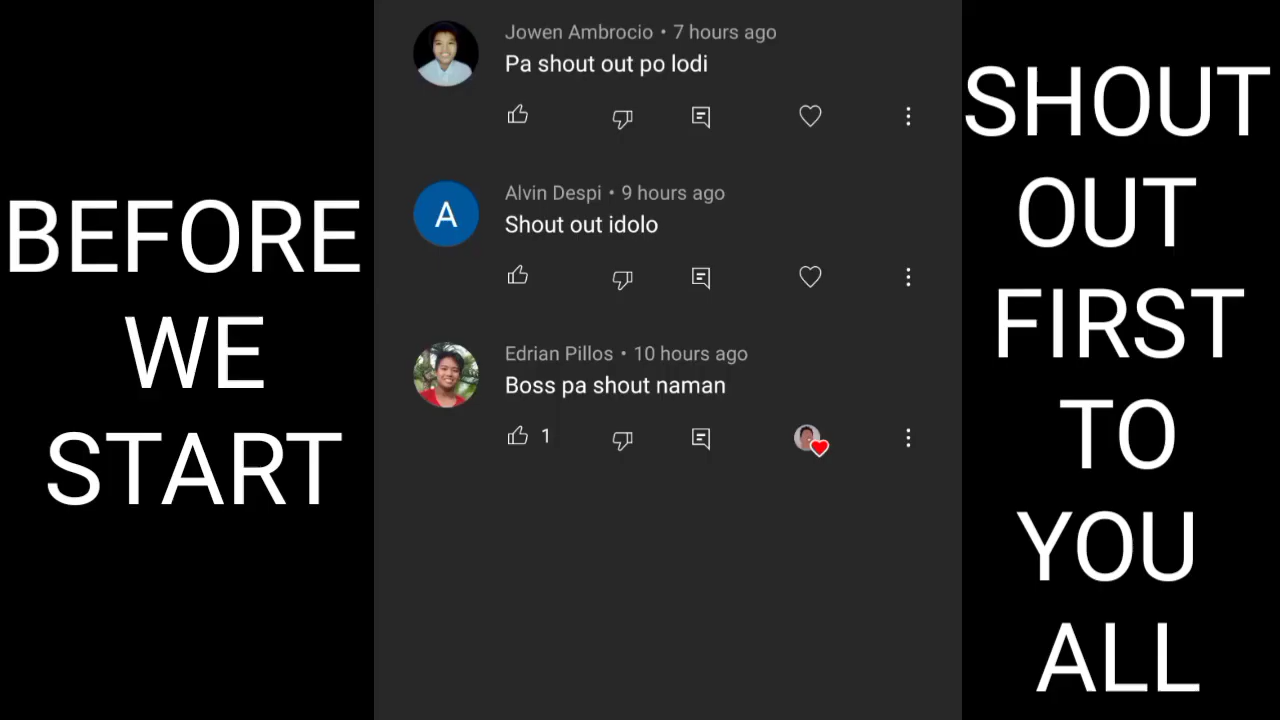 BEFORE
WE
START
Jowen Ambrocio • 7 hours ago
Pa shout out po lodi
A
Alvin Despi • 9 hours ago
Shout out idolo
Edrian Pillos • 10 hours ago
Boss pa shout naman
1
SHOUT
OUT
FIRST
TO
YOU
ALL